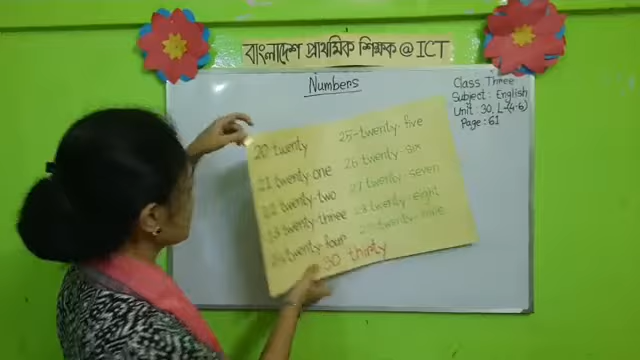 বাংলাদেশ প্রাথমিক শিক্ষক @ ICT
Numbers
Class Three
Subject : English
Unit : 30, L-(4-6)
Page : 61
20 twenty
21 twenty-one
22 twenty-two
23 twenty-three
24 twenty-four
25-twenty-five
26 twenty-six
27 twenty-seven
28 twenty-eight
29 twenty-nine
30 thirty